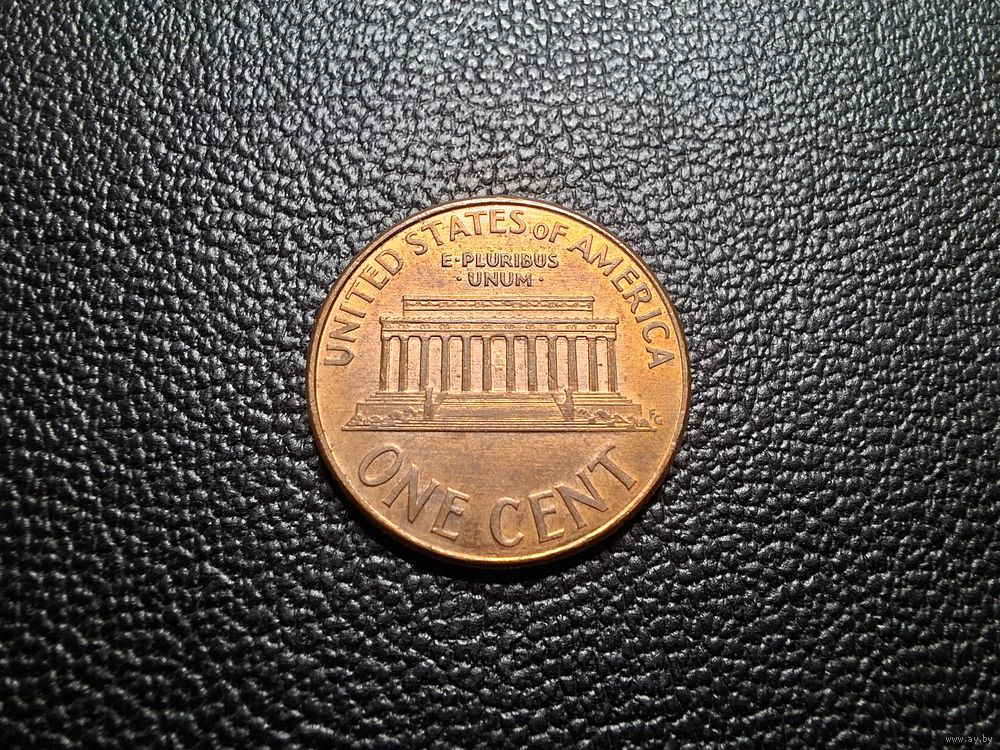 UNITED STATES OF AMERICA
E·PLURIBUS
·UNUM·
FG
ONE CENT
www.ay.by